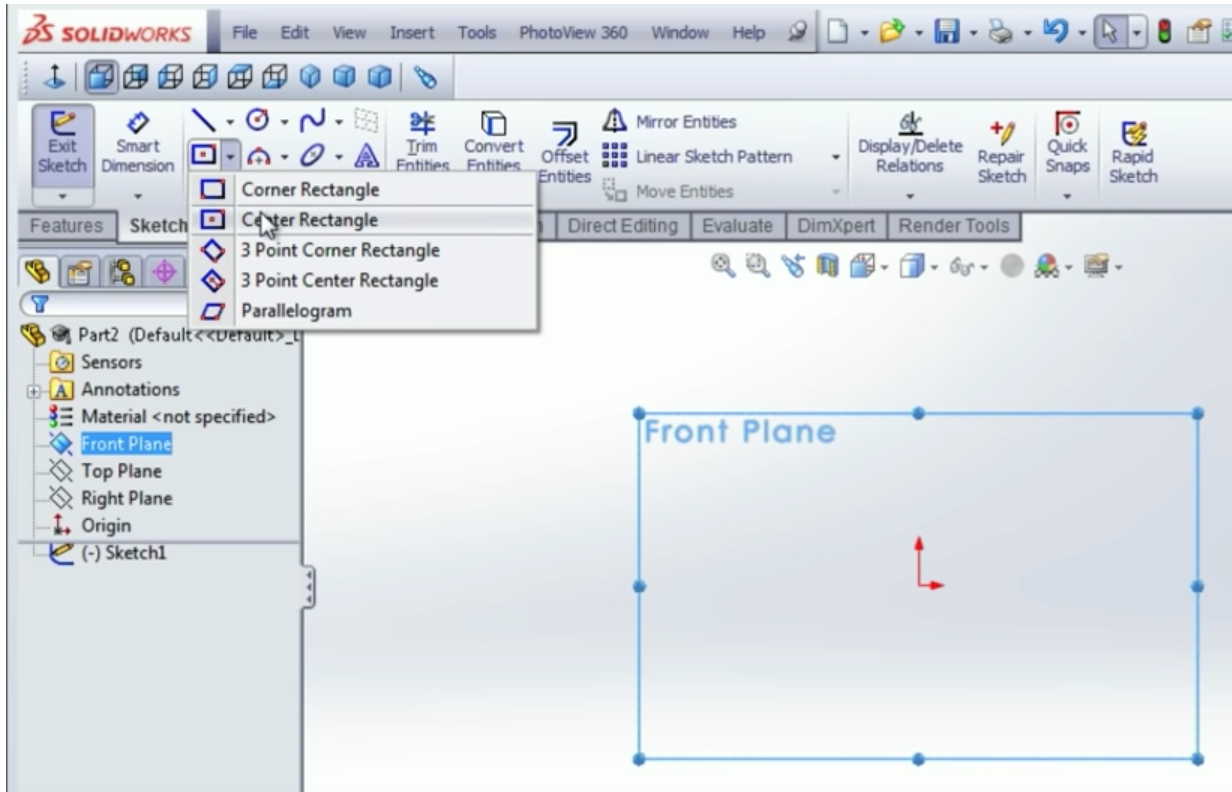 SOLIDWORKS File Edit View Insert Tools PhotoView 360 Window Help
Exit Sketch
Smart Dimension
Trim Entities
Convert Entities
Offset Entities
Mirror Entities
Linear Sketch Pattern
Move Entities
Display/Delete Relations
Repair Sketch
Quick Snaps
Rapid Sketch
Corner Rectangle
Center Rectangle
3 Point Corner Rectangle
3 Point Center Rectangle
Parallelogram
Features Sketch Direct Editing Evaluate DimXpert Render Tools
Part2 (Default<<Default>_
Sensors
Annotations
Material <not specified>
Front Plane
Top Plane
Right Plane
Origin
(-) Sketch1
Front Plane